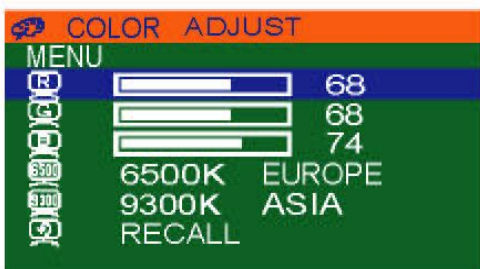 COLOR ADJUST
MENU
R 68
G 68
74
6500 6500K EUROPE
9300 9300K ASIA
RECALL